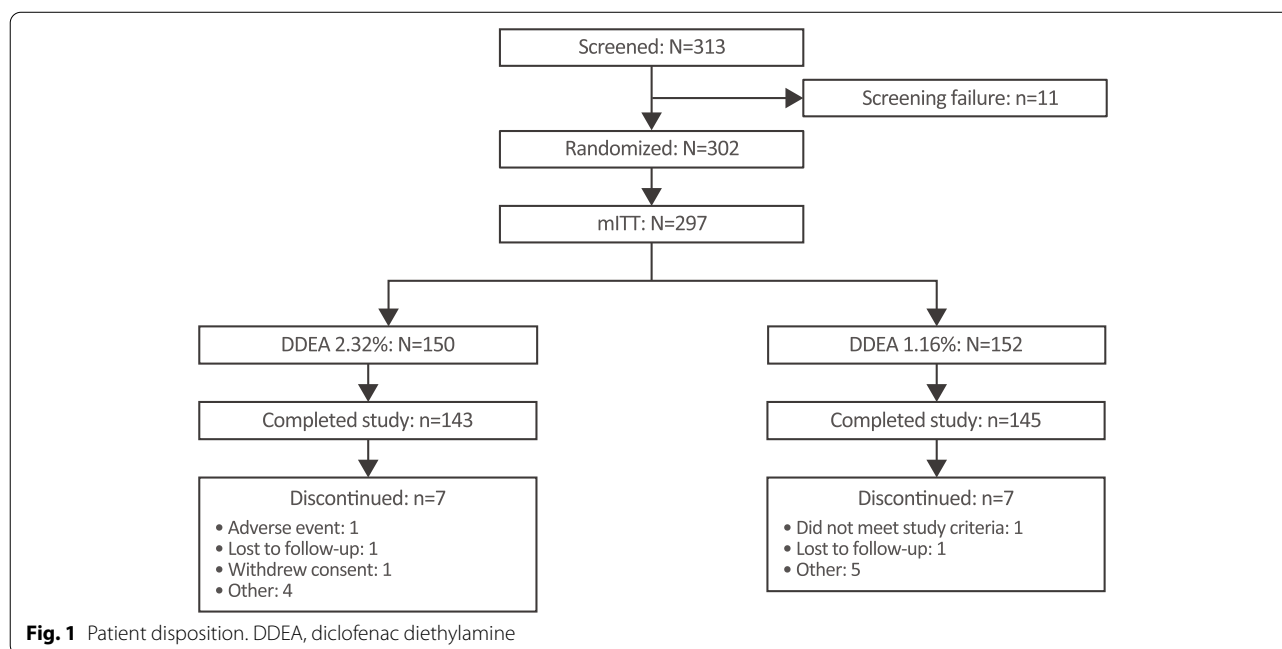 Screened: N=313
Screening failure: n=11
Randomized: N=302
mITT: N=297
DDEA 2.32%: N=150
DDEA 1.16%: N=152
Completed study: n=143
Completed study: n=145
Discontinued: n=7
• Adverse event: 1
• Lost to follow-up: 1
• Withdrew consent: 1
• Other: 4
Discontinued: n=7
• Did not meet study criteria: 1
• Lost to follow-up: 1
• Other: 5
Fig. 1 Patient disposition. DDEA, diclofenac diethylamine